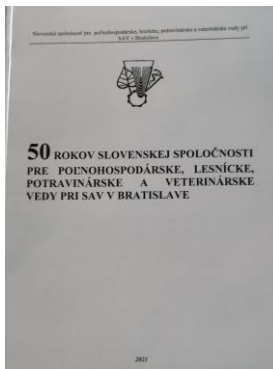 Slovenská spoločnosť pre poľnohospodárske, lesnícke, potravinárske a veterinárske vedy pri
SAV v Bratislave
50 ROKOV SLOVENSKEJ SPOLOČNOSTI
PRE POĽNOHOSPODÁRSKE, LESNÍCKE,
POTRAVINÁRSKE A VETERINÁRSKE
VEDY PRI SAV V BRATISLAVE
2021